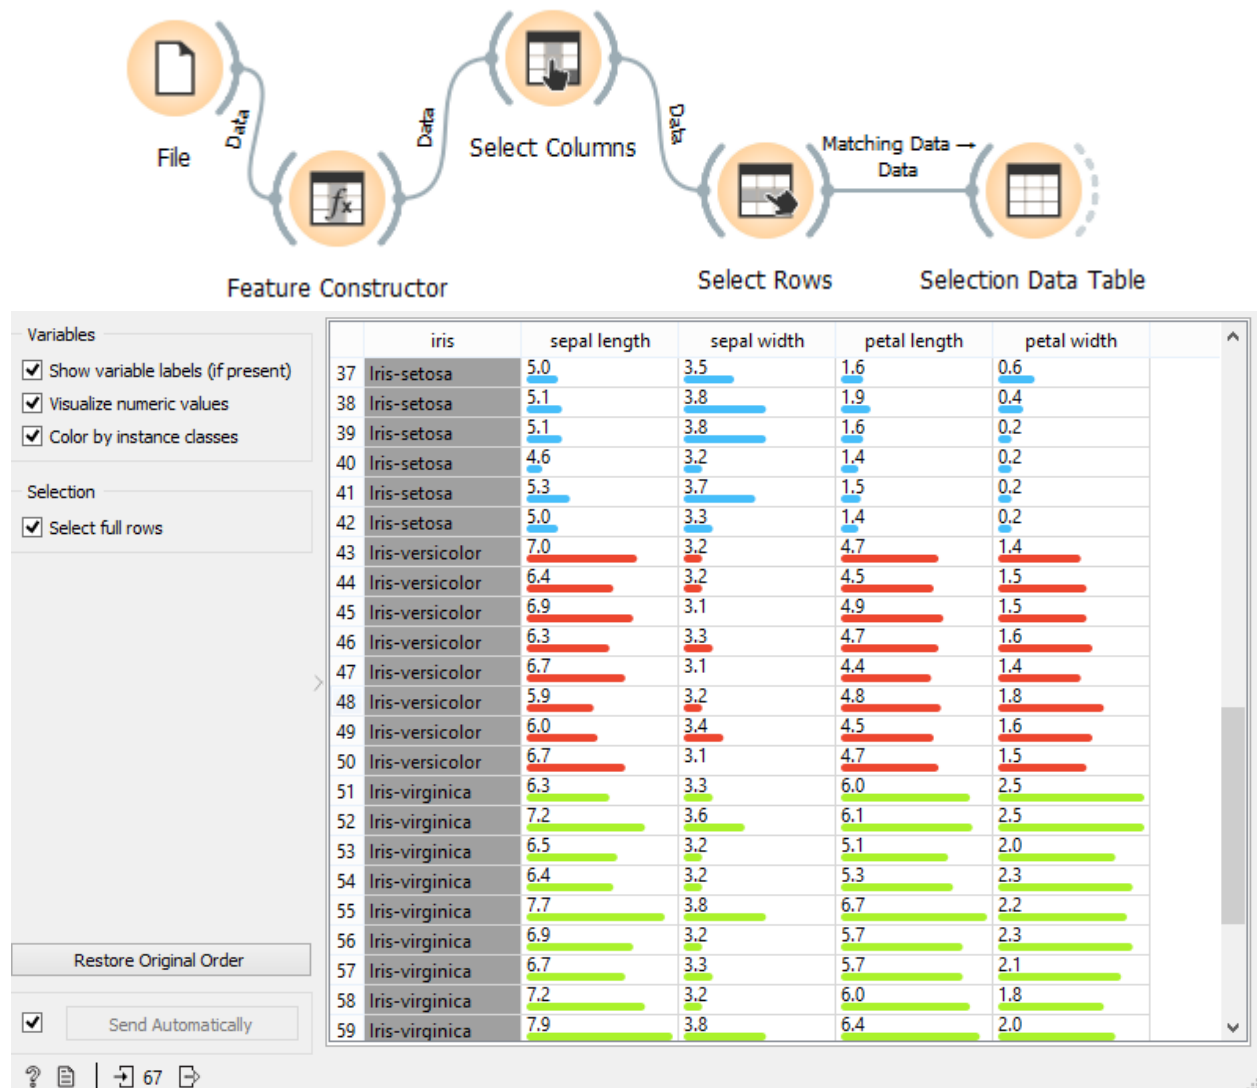 File
Data
Feature Constructor
Data
Select Columns
Data
Select Rows
Matching Data →
Data
Selection Data Table
Variables
Show variable labels (if present)
Visualize numeric values
Color by instance classes
Selection
Select full rows
Restore Original Order
Send Automatically
? 67
iris sepal length sepal width petal length petal width
37 Iris-setosa 5.0 3.5 1.6 0.6
38 Iris-setosa 5.1 3.8 1.9 0.4
39 Iris-setosa 5.1 3.8 1.6 0.2
40 Iris-setosa 4.6 3.2 1.4 0.2
41 Iris-setosa 5.3 3.7 1.5 0.2
42 Iris-setosa 5.0 3.3 1.4 0.2
43 Iris-versicolor 7.0 3.2 4.7 1.4
44 Iris-versicolor 6.4 3.2 4.5 1.5
45 Iris-versicolor 6.9 3.1 4.9 1.5
46 Iris-versicolor 6.3 3.3 4.7 1.6
47 Iris-versicolor 6.7 3.1 4.4 1.4
48 Iris-versicolor 5.9 3.2 4.8 1.8
49 Iris-versicolor 6.0 3.4 4.5 1.6
50 Iris-versicolor 6.7 3.1 4.7 1.5
51 Iris-virginica 6.3 3.3 6.0 2.5
52 Iris-virginica 7.2 3.6 6.1 2.5
53 Iris-virginica 6.5 3.2 5.1 2.0
54 Iris-virginica 6.4 3.2 5.3 2.3
55 Iris-virginica 7.7 3.8 6.7 2.2
56 Iris-virginica 6.9 3.2 5.7 2.3
57 Iris-virginica 6.7 3.3 5.7 2.1
58 Iris-virginica 7.2 3.2 6.0 1.8
59 Iris-virginica 7.9 3.8 6.4 2.0
fx